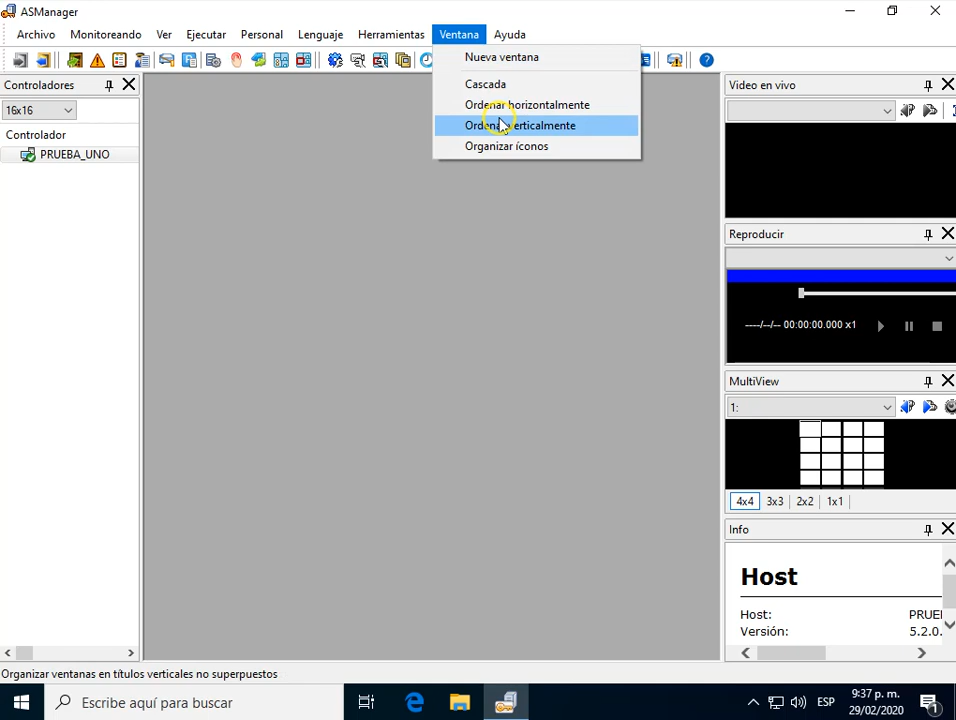 ASManager
Archivo Monitoreando Ver Ejecutar Personal Lenguaje Herramientas Ventana Ayuda
Nueva ventana
Cascada
Ordenar horizontalmente
Organizar íconos
Controladores
16x16
Controlador
PRUEBA_UNO
Video en vivo
Reproducir
----/--/-- 00:00:00.000 x1
MultiView
1:
4x4 3x3 2x2 1x1
Info
Host
Host: PRUE
Versión: 5.2.0.
Organizar ventanas en títulos verticales no superpuestos
Escribe aquí para buscar
ESP
9:37 p. m.
29/02/2020
1